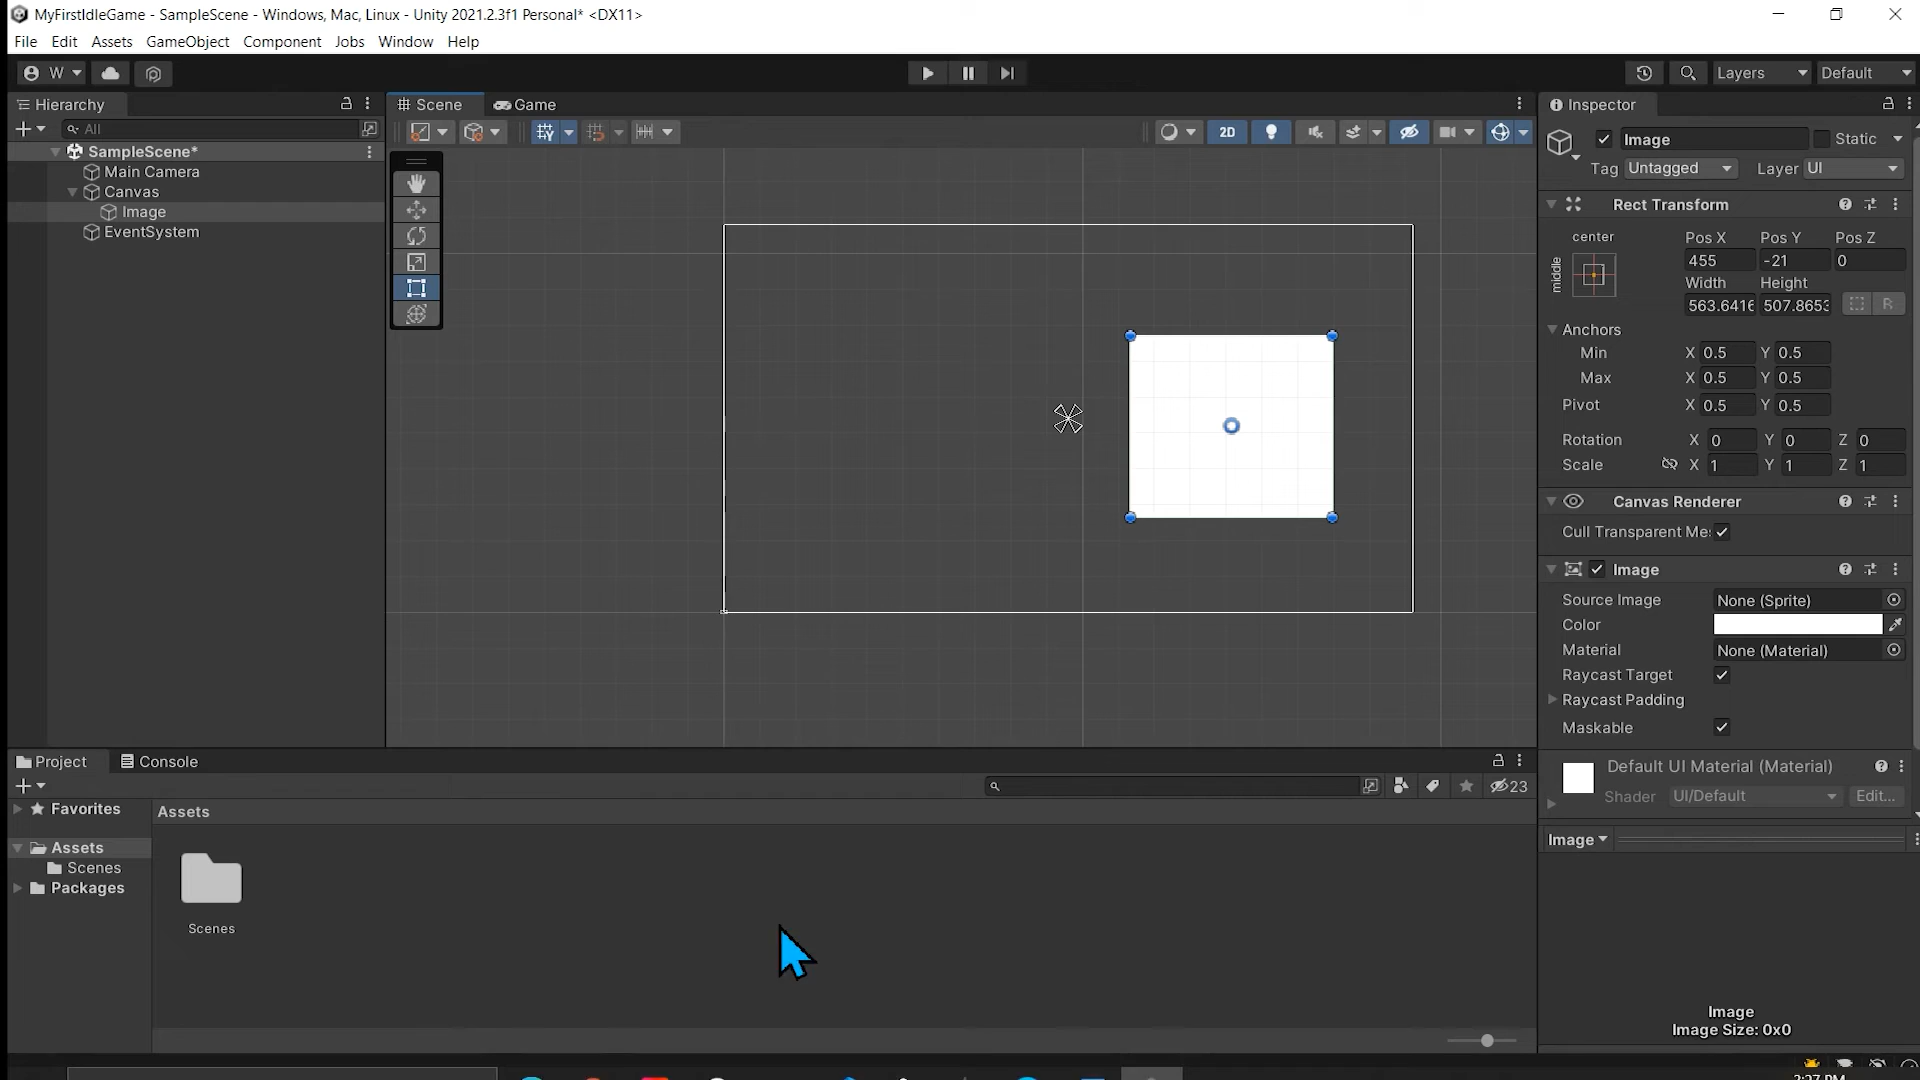 MyFirstIdleGame - SampleScene - Windows, Mac, Linux - Unity 2021.2.3f1 Personal* <DX11>
File Edit Assets GameObject Component Jobs Window Help
W Layers Default
Hierarchy
All
SampleScene*
Main Camera
Canvas
Image
EventSystem
Scene Game
2D
Inspector
Image Static
Tag Untagged Layer UI
Rect Transform
center
middle
Pos X Pos Y Pos Z
455 -21 0
Width Height
563.6416 507.8653 R
Anchors
Min X 0.5 Y 0.5
Max X 0.5 Y 0.5
Pivot X 0.5 Y 0.5
Rotation X 0 Y 0 Z 0
Scale X 1 Y 1 Z 1
Canvas Renderer
Cull Transparent Me
Image
Source Image None (Sprite)
Color
Material None (Material)
Raycast Target
Raycast Padding
Maskable
Default UI Material (Material)
Shader UI/Default Edit...
Image
Image
Image Size: 0x0
Project Console
23
Favorites
Assets
Scenes
Packages
Assets
Scenes